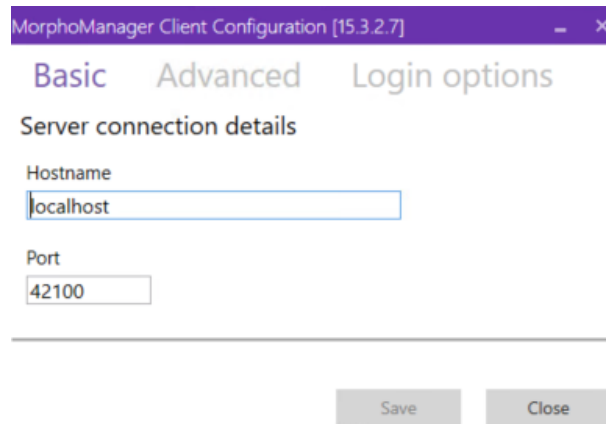 MorphoManager Client Configuration [15.3.2.7]
Basic Advanced Login options
Server connection details
Hostname
localhost
Port
42100
Save Close